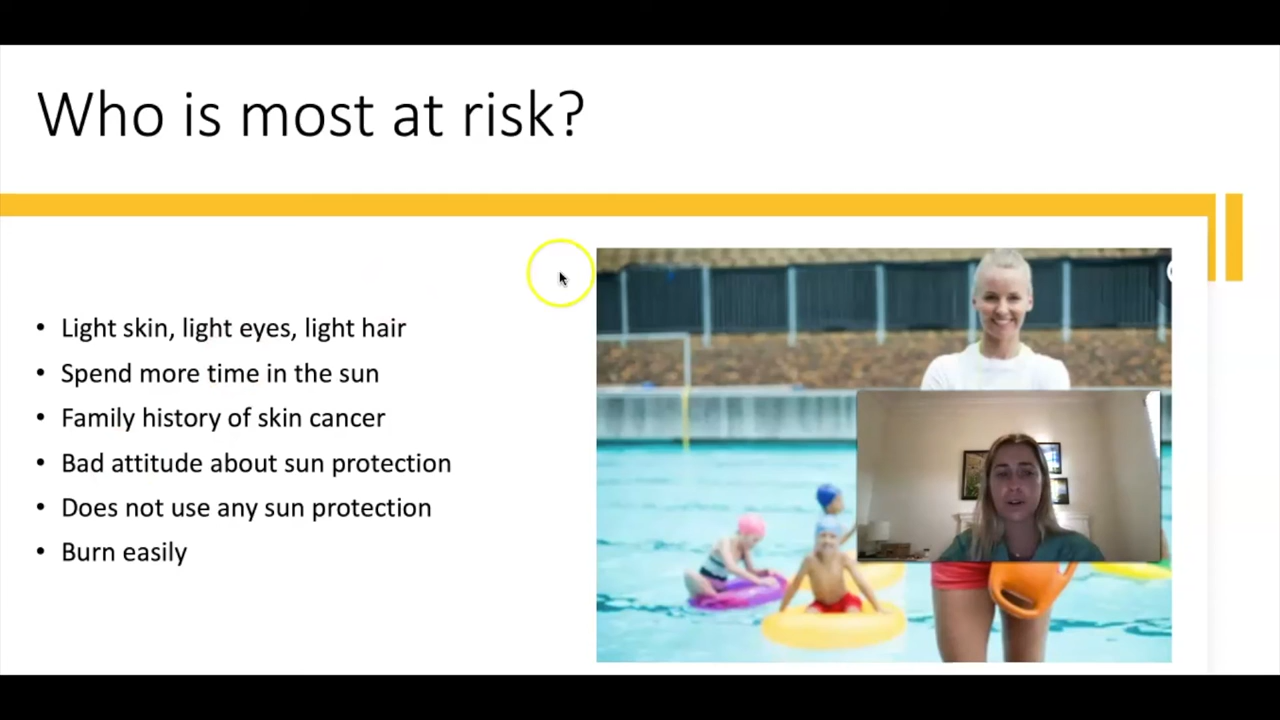 Who is most at risk?
• Light skin, light eyes, light hair
• Spend more time in the sun
• Family history of skin cancer
• Bad attitude about sun protection
• Does not use any sun protection
• Burn easily